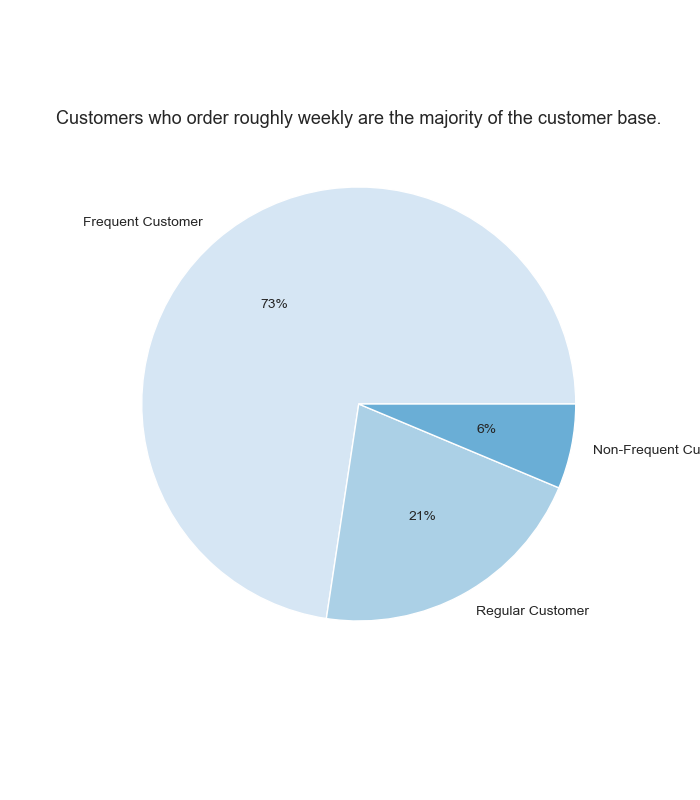 Customers who order roughly weekly are the majority of the customer base.
Frequent Customer
73%
6%
Non-Frequent Cu
21%
Regular Customer